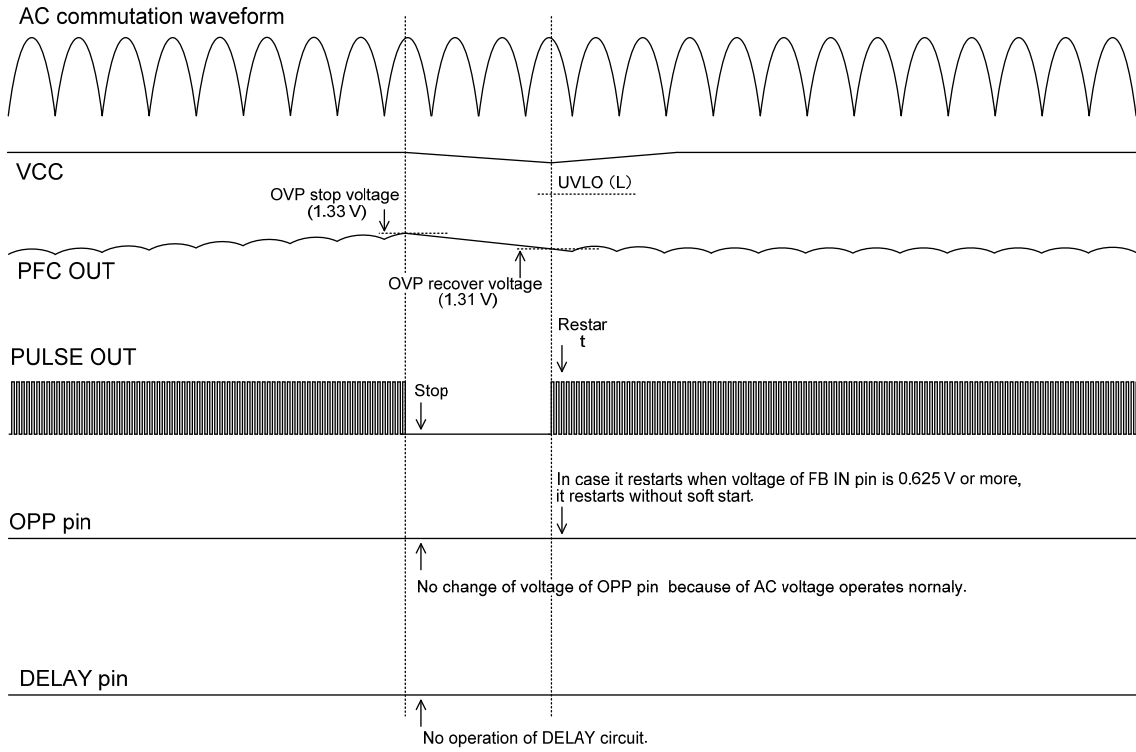 AC commutation waveform
VCC
UVLO (L)
OVP stop voltage
(1.33 V)
PFC OUT
OVP recover voltage
(1.31 V)
Restar
t
PULSE OUT
Stop
In case it restarts when voltage of FB IN pin is 0.625 V or more,
it restarts without soft start.
OPP pin
No change of voltage of OPP pin because of AC voltage operates nornaly.
DELAY pin
No operation of DELAY circuit.